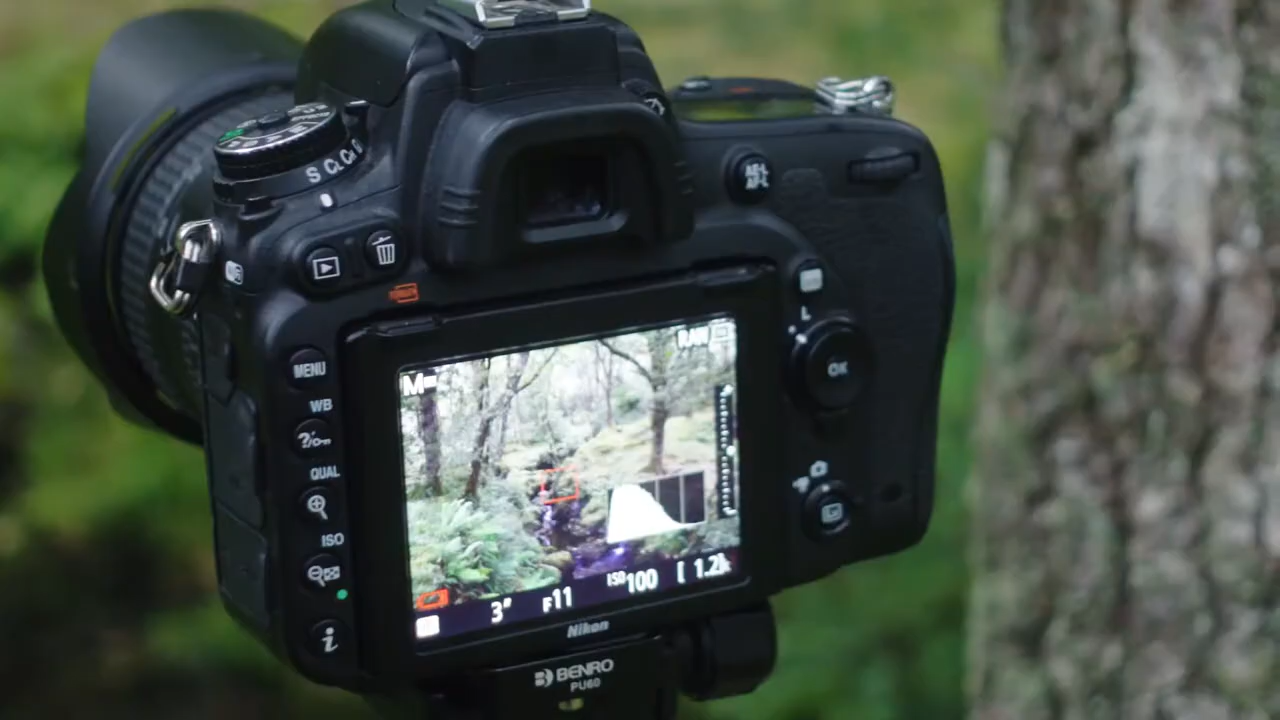 S CL CH
AE-L
AF-L
MENU
WB
L
OK
?/
QUAL
ISO
i
M
RAW
3" F11 ISO 100 [ 1.2k
Nikon
BENRO
PU60